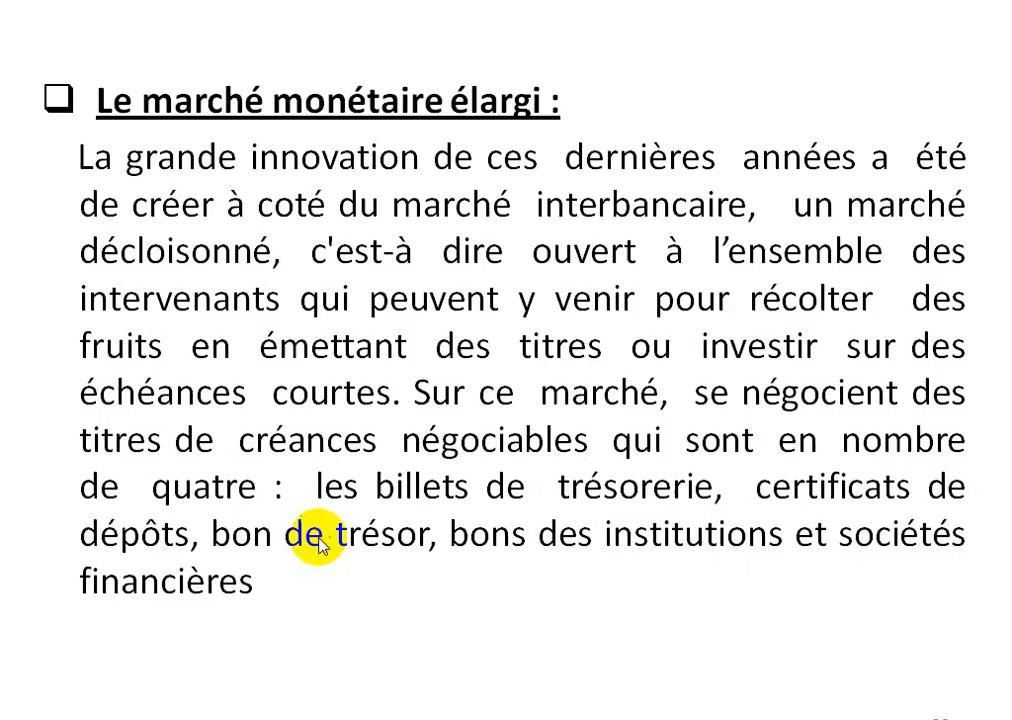 Le marché monétaire élargi :
La grande innovation de ces dernières années a été
de créer à coté du marché interbancaire, un marché
décloisonné, c'est-à dire ouvert à l’ensemble des
intervenants qui peuvent y venir pour récolter des
fruits en émettant des titres ou investir sur des
échéances courtes. Sur ce marché, se négocient des
titres de créances négociables qui sont en nombre
de quatre : les billets de trésorerie, certificats de
dépôts, bon de trésor, bons des institutions et sociétés
financières